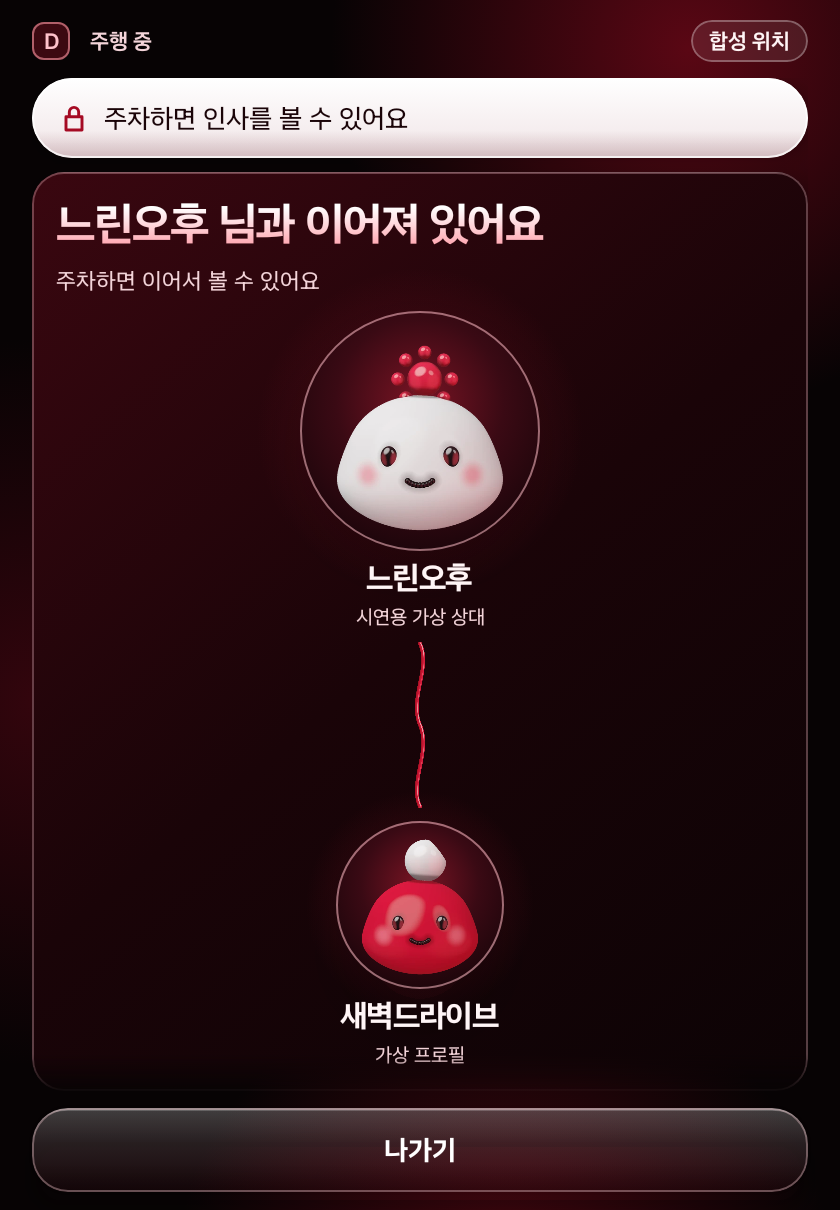 D 주행 중
합성 위치
주차하면 인사를 볼 수 있어요
느린오후 님과 이어져 있어요
주차하면 이어서 볼 수 있어요
느린오후
시연용 가상 상대
새벽드라이브
가상 프로필
나가기